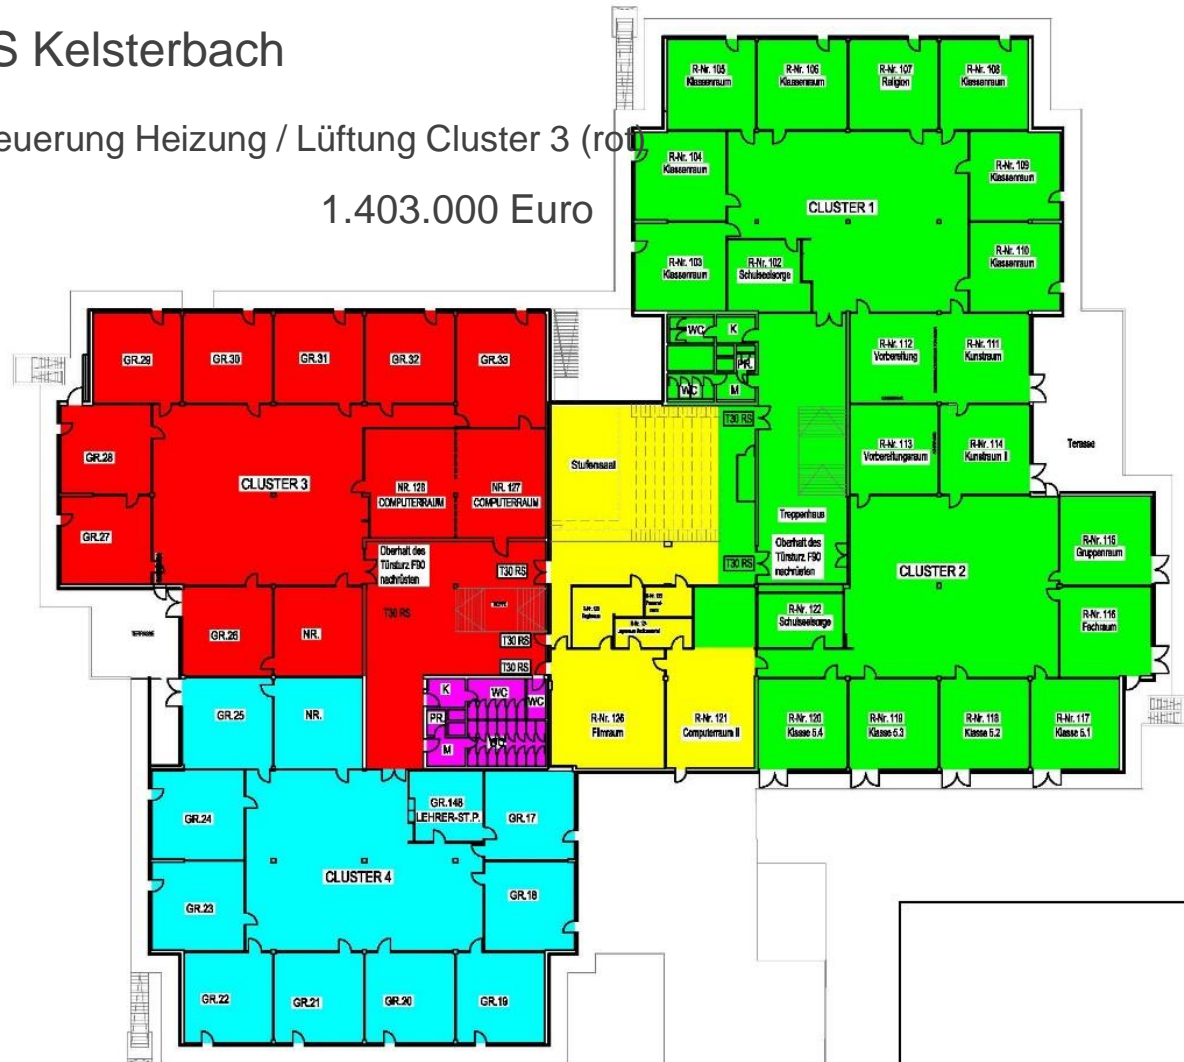 S Kelsterbach
euerung Heizung / Lüftung Cluster 3 (rot)
1.403.000 Euro
R-Nr. 105
Klassenraum
R-Nr. 106
Klassenraum
R-Nr. 107
Religion
R-Nr. 108
Klassenraum
R-Nr. 104
Klassenraum
R-Nr. 109
Klassenraum
CLUSTER 1
R-Nr. 103
Klassenraum
R-Nr. 102
Schulseelsorge
R-Nr. 110
Klassenraum
WC
K
PR.
WC
M
R-Nr. 112
Vorbereitung
R-Nr. 111
Kunstraum
GR.29
GR.30
GR.31
GR.32
GR.33
T30 RS
R-Nr. 113
Vorbereitungsraum
R-Nr. 114
Kunstraum II
Terasse
GR.28
CLUSTER 3
NR. 128
COMPUTERRAUM
NR. 127
COMPUTERRAUM
Stufensaal
GR.27
Treppenhaus
Oberhalt des
Türsturz F90
nachrüsten
Oberhalt des
Türsturz F90
nachrüsten
T30 RS
T30 RS
CLUSTER 2
R-Nr. 116
Gruppenraum
T30 RS
GR.26
NR.
T30 RS
T30 RS
R-Nr. 122
Schulseelsorge
R-Nr. 115
Fachraum
TERRASSE
GR.25
NR.
K
WC
WC
PR.
WC
M
R-Nr. 126
Filmraum
R-Nr. 121
Computerraum II
R-Nr. 120
Klasse 5.4
R-Nr. 119
Klasse 5.3
R-Nr. 118
Klasse 5.2
R-Nr. 117
Klasse 5.1
GR.24
GR.148
LEHRER-ST.P.
GR.17
CLUSTER 4
GR.23
GR.18
GR.22
GR.21
GR.20
GR.19